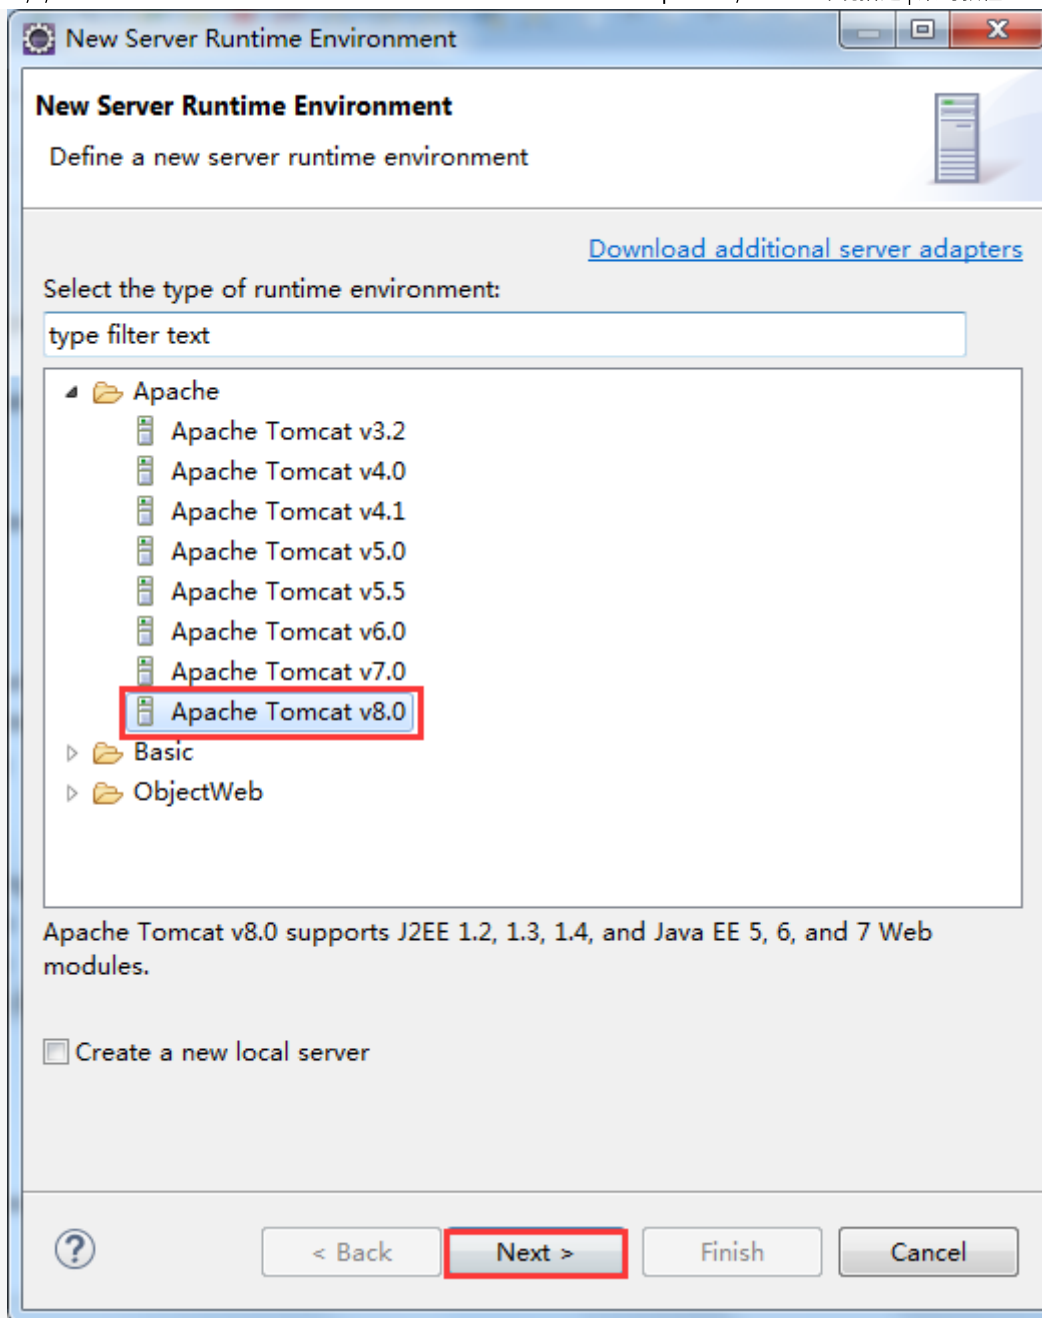 New Server Runtime Environment
New Server Runtime Environment
Define a new server runtime environment
Download additional server adapters
Select the type of runtime environment:
type filter text
Apache
Apache Tomcat v3.2
Apache Tomcat v4.0
Apache Tomcat v4.1
Apache Tomcat v5.0
Apache Tomcat v5.5
Apache Tomcat v6.0
Apache Tomcat v7.0
Apache Tomcat v8.0
Basic
ObjectWeb
Apache Tomcat v8.0 supports J2EE 1.2, 1.3, 1.4, and Java EE 5, 6, and 7 Web
modules.
Create a new local server
? < Back Next > Finish Cancel